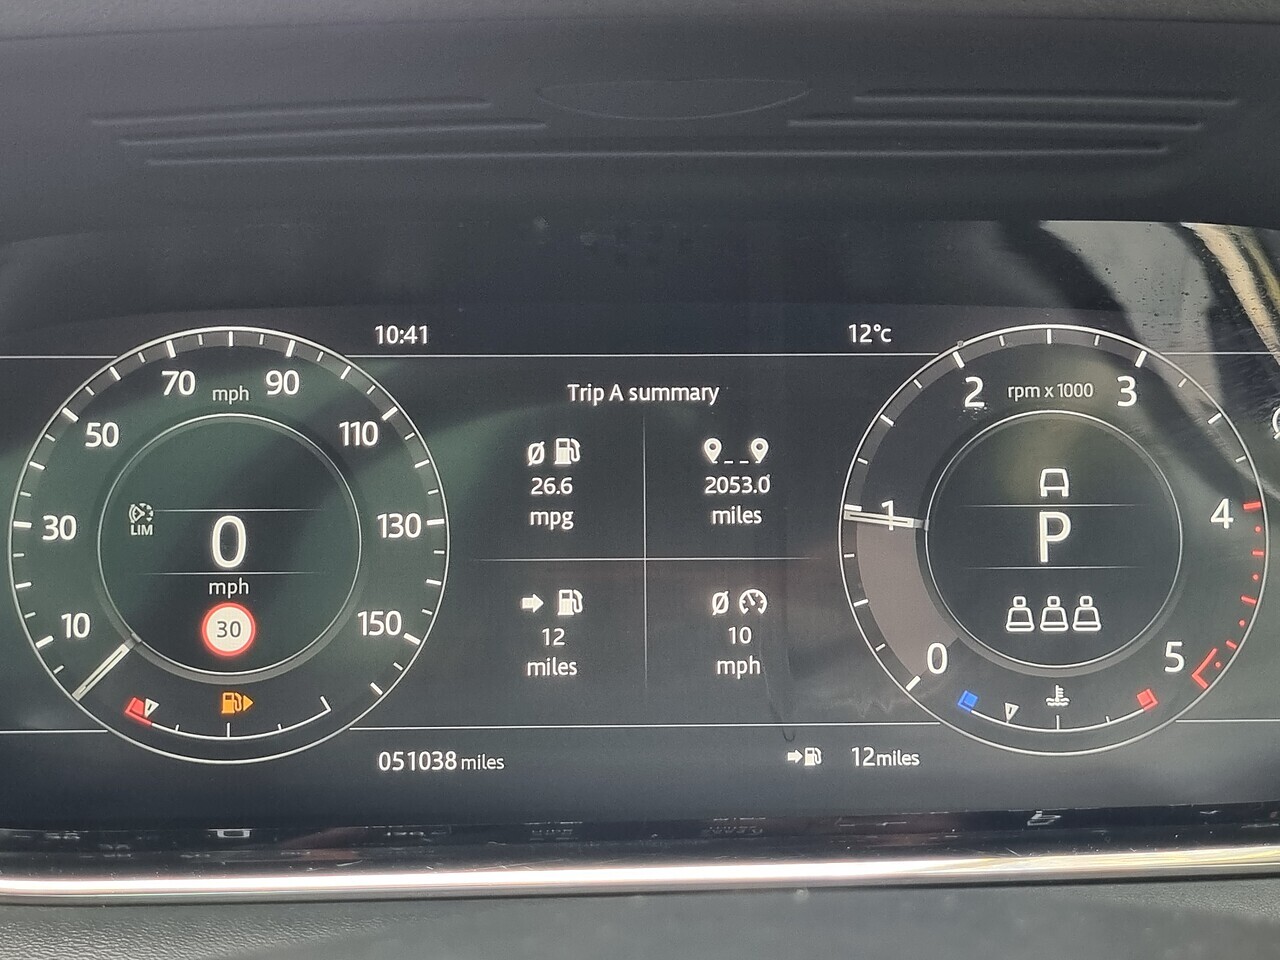 10:41
12°c
Trip A summary
70 mph 90
50
110
30
130
10
150
LIM
0
mph
30
Ø
26.6
mpg
2053.0
miles
12
miles
Ø
10
mph
2 rpm x 1000 3
1
4
0
5
P
051038 miles
12 miles